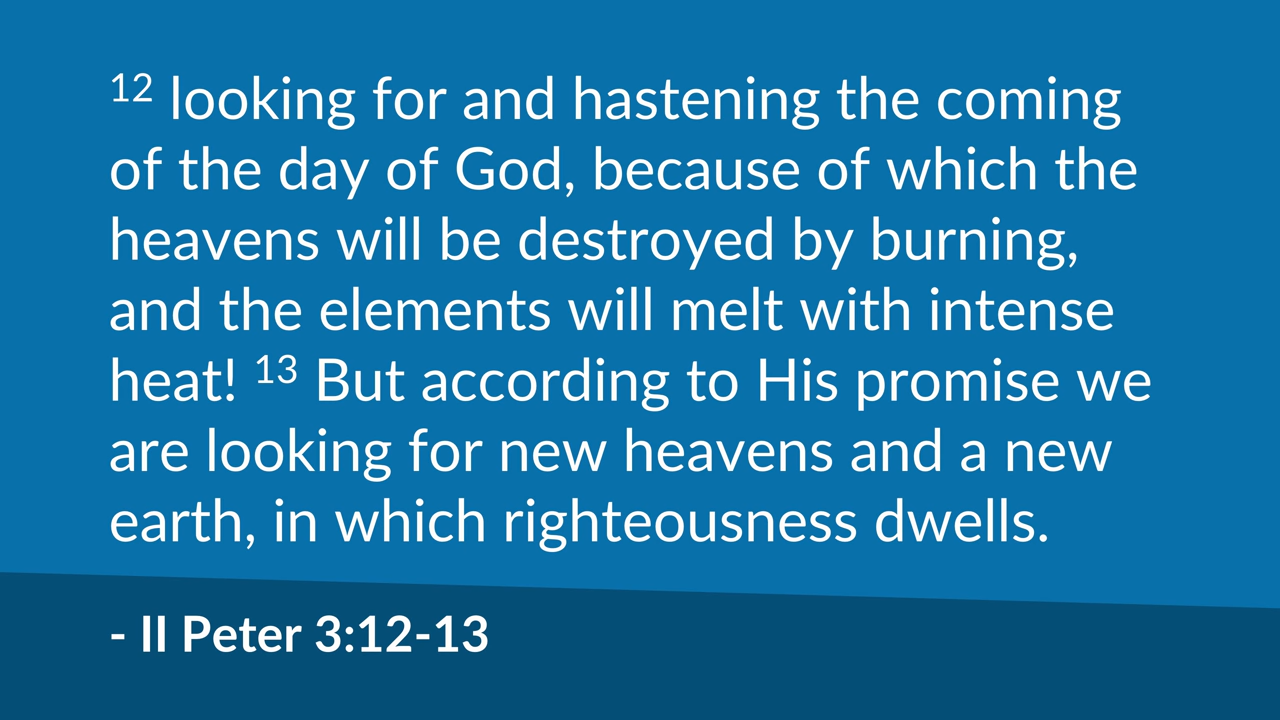 12 looking for and hastening the coming
of the day of God, because of which the
heavens will be destroyed by burning,
and the elements will melt with intense
heat! 13 But according to His promise we
are looking for new heavens and a new
earth, in which righteousness dwells.
- II Peter 3:12-13